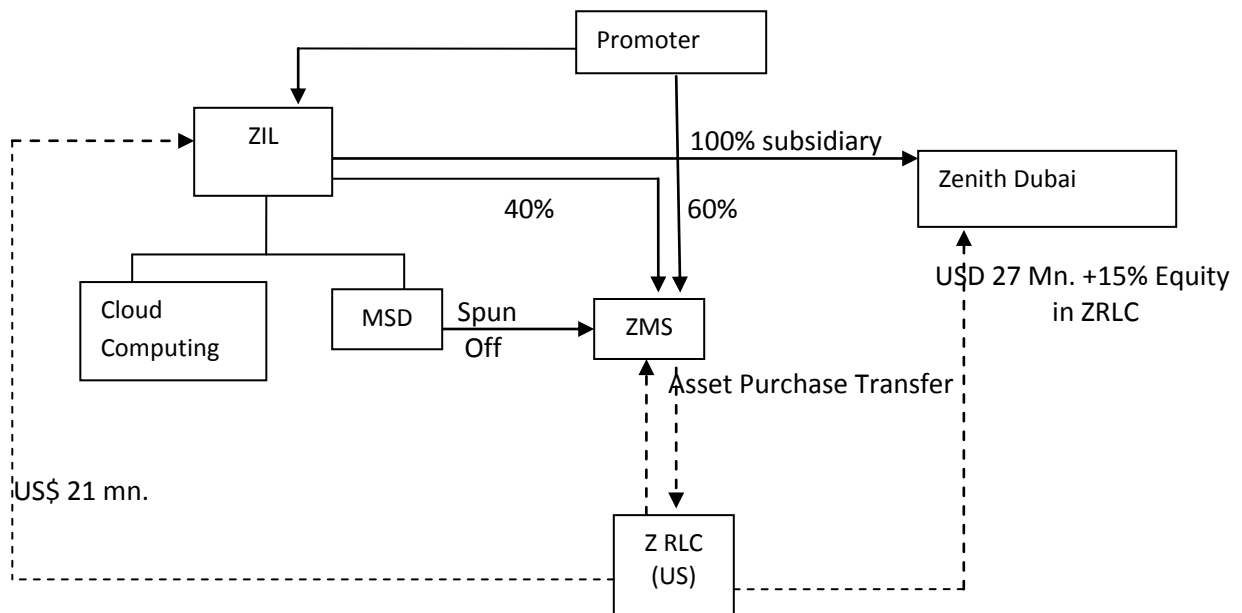 Promoter
ZIL
100% subsidiary
Zenith Dubai
40%
60%
USD 27 Mn. +15% Equity
in ZRLC
Cloud
Computing
MSD
Spun
Off
ZMS
Asset Purchase Transfer
US$ 21 mn.
Z RLC
(US)